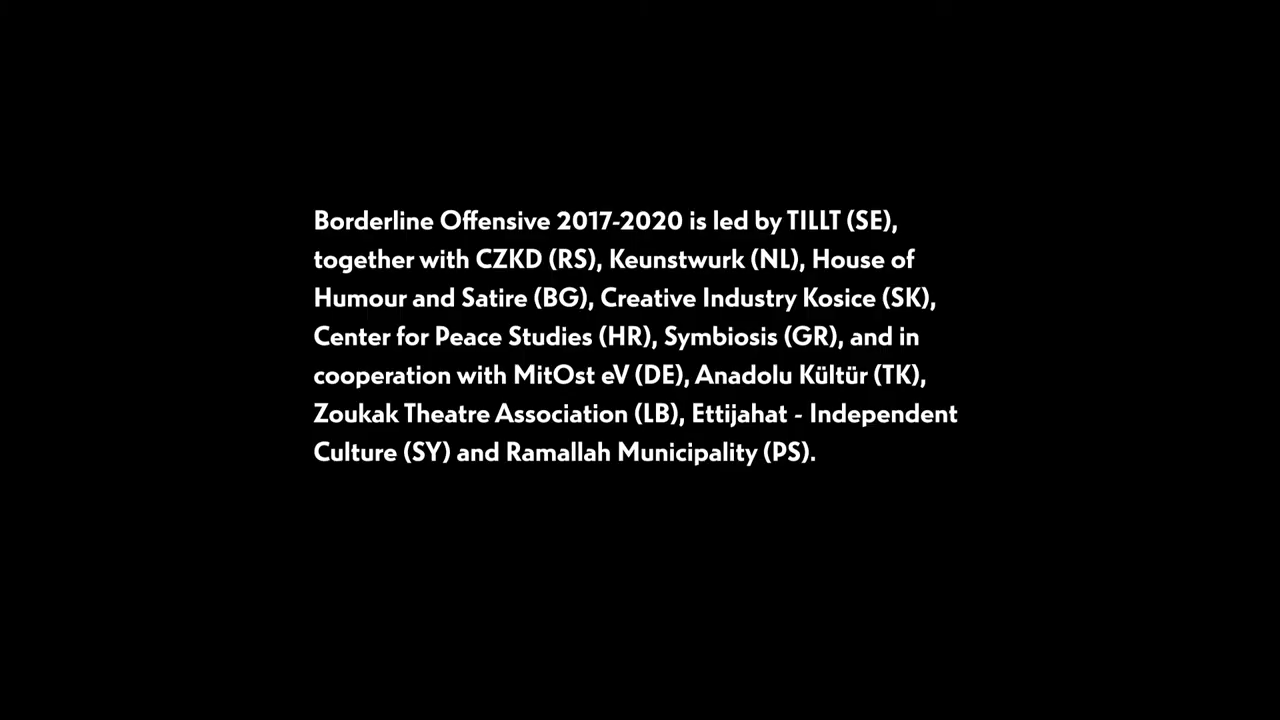 Borderline Offensive 2017-2020 is led by TILLT (SE),
together with CZKD (RS), Keunstwurk (NL), House of
Humour and Satire (BG), Creative Industry Kosice (SK),
Center for Peace Studies (HR), Symbiosis (GR), and in
cooperation with MitOst eV (DE), Anadolu Kültür (TK),
Zoukak Theatre Association (LB), Ettijahat - Independent
Culture (SY) and Ramallah Municipality (PS).